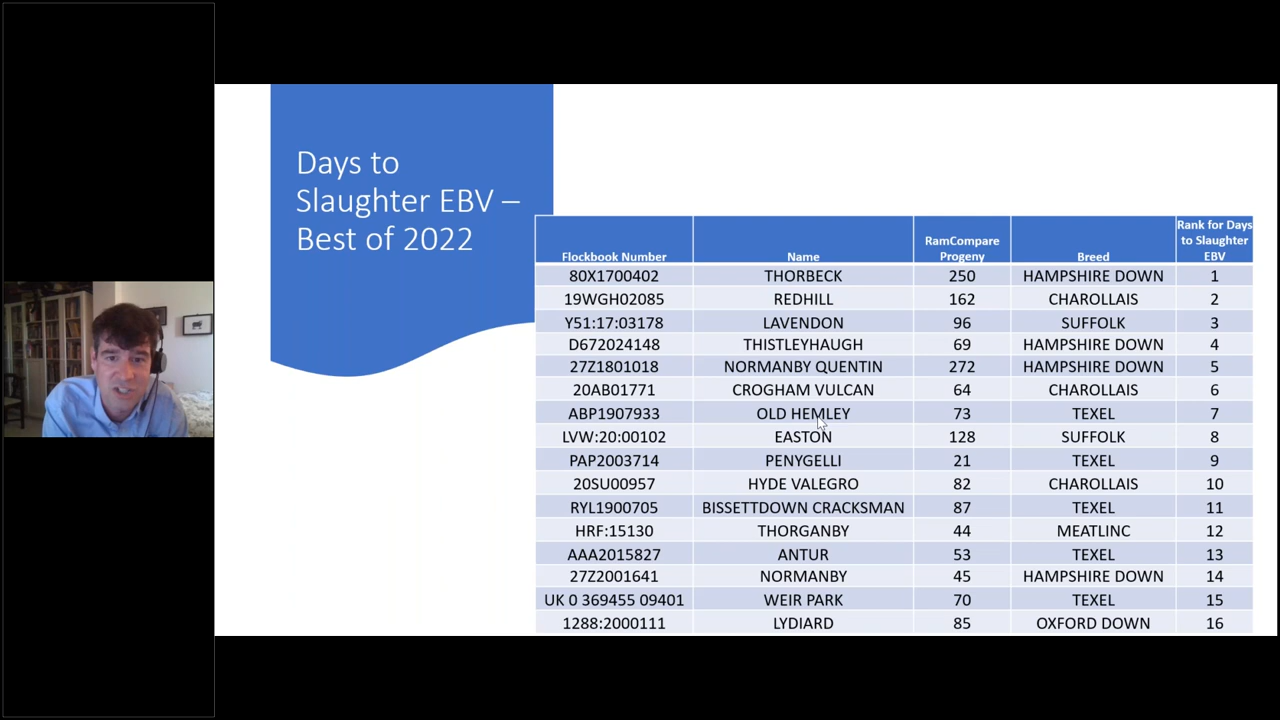 Days to
Slaughter EBV –
Best of 2022
Flockbook Number Name RamCompare Progeny Breed Rank for Days to Slaughter EBV
80X1700402 THORBECK 250 HAMPSHIRE DOWN 1
19WGH02085 REDHILL 162 CHAROLLAIS 2
Y51:17:03178 LAVENDON 96 SUFFOLK 3
D672024148 THISTLEYHAUGH 69 HAMPSHIRE DOWN 4
27Z1801018 NORMANBY QUENTIN 272 HAMPSHIRE DOWN 5
20AB01771 CROGHAM VULCAN 64 CHAROLLAIS 6
ABP1907933 OLD HEMLEY 73 TEXEL 7
LVW:20:00102 EASTON 128 SUFFOLK 8
PAP2003714 PENYGELLI 21 TEXEL 9
20SU00957 HYDE VALEGRO 82 CHAROLLAIS 10
RYL1900705 BISSETTDOWN CRACKSMAN 87 TEXEL 11
HRF:15130 THORGANBY 44 MEATLINC 12
AAA2015827 ANTUR 53 TEXEL 13
27Z2001641 NORMANBY 45 HAMPSHIRE DOWN 14
UK 0 369455 09401 WEIR PARK 70 TEXEL 15
1288:2000111 LYDIARD 85 OXFORD DOWN 16